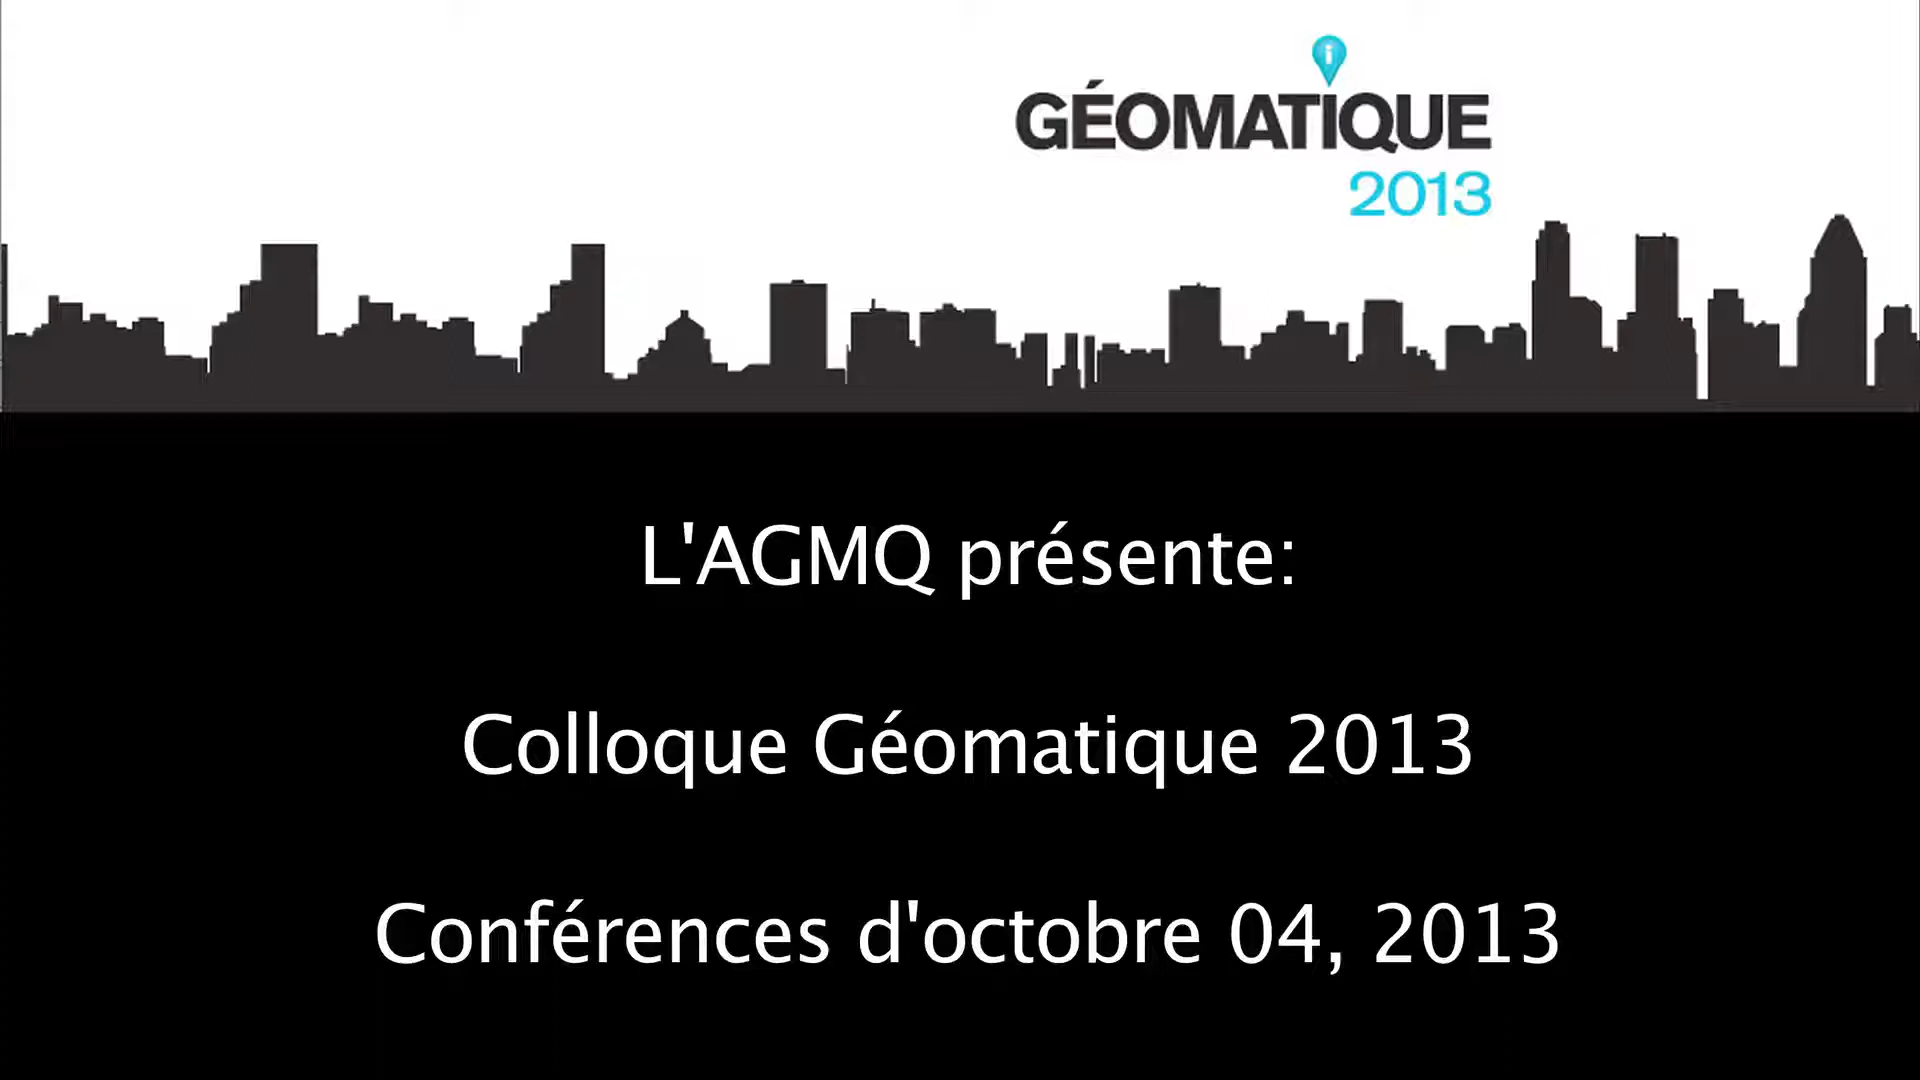 i
GÉOMATIQUE
2013
L'AGMQ présente:
Colloque Géomatique 2013
Conférences d'octobre 04, 2013